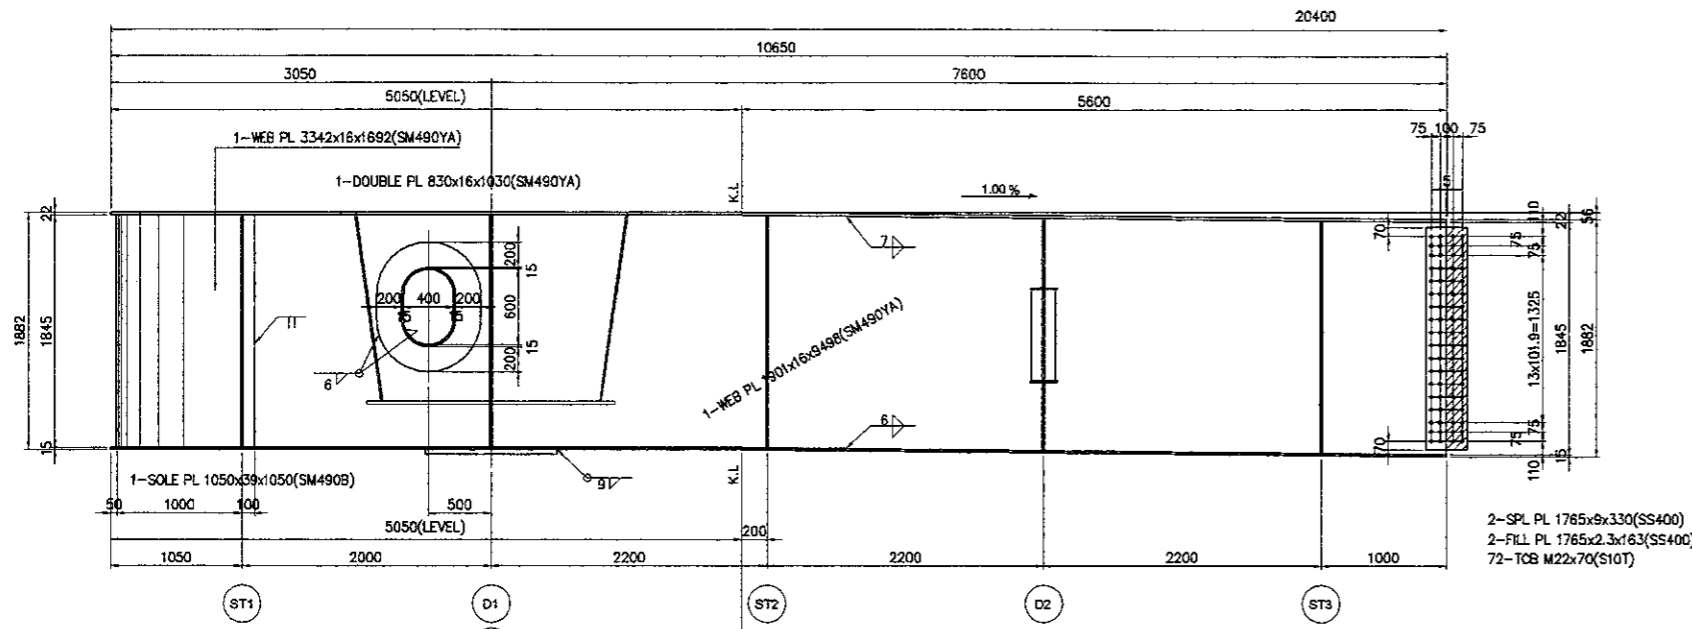 20400
10650
3050 7600
5050(LEVEL) 5600
75 100 75
1-WEB PL 3342x16x1692(SM490YA)
1-DOUBLE PL 830x16x1030(SM490YA)
K.L
1.00 %
22
22
56
110
70
75
75
7
200
15
200 400 200
15
15
600
15
200
1882
1845
13x101.9=1325
1845
1882
11
6
1-WEB PL 1901x16x9498(SM490YA)
6
75
75
70
15
15
110
K.L
1-SOLE PL 1050x39x1050(SM490B)
50 1000 100 500
5050(LEVEL) 200
1050 2000 2200 2200 2200 1000
2-SPL PL 1765x9x330(SS400)
2-FILL PL 1765x2.3x163(SS400)
72-TCB M22x70(S10T)
ST1 D1 ST2 D2 ST3